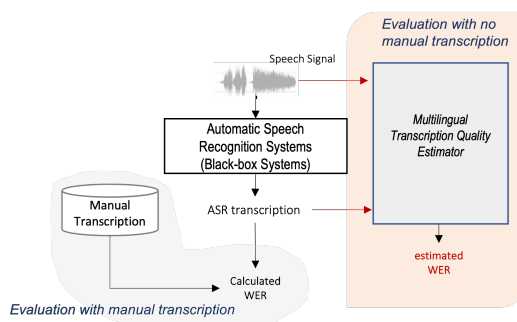 Evaluation with no
manual transcription
Speech Signal
Multilingual
Transcription Quality
Estimator
Automatic Speech
Recognition Systems
(Black-box Systems)
Manual
Transcription
ASR transcription
estimated
WER
Calculated
WER
Evaluation with manual transcription